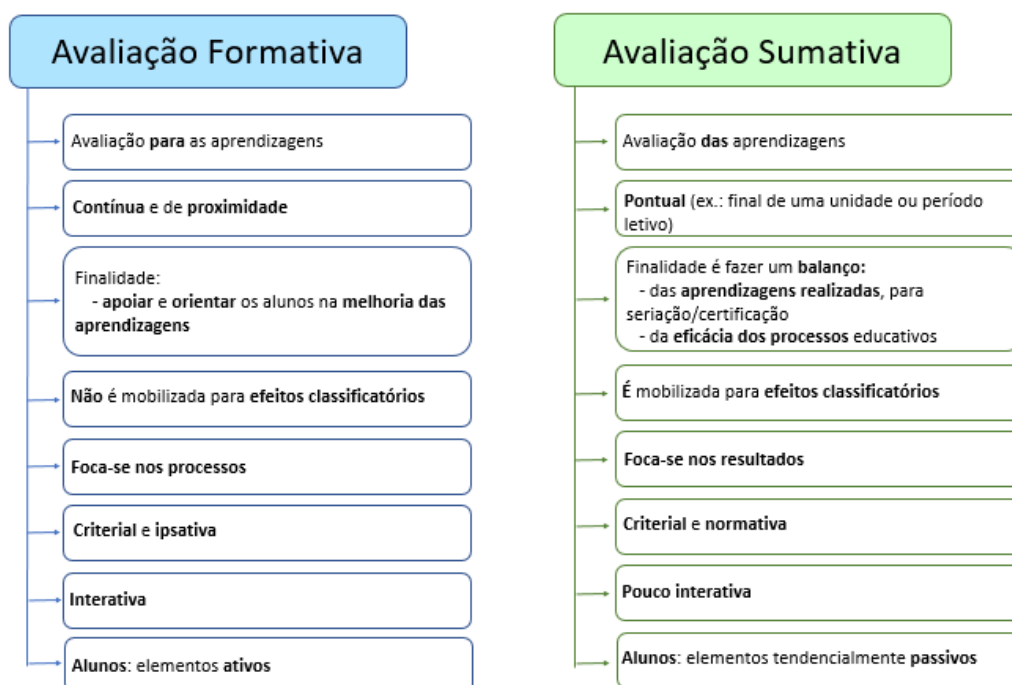 Avaliação Formativa
Avaliação para as aprendizagens
Contínua e de proximidade
Finalidade:
- apoiar e orientar os alunos na melhoria das
aprendizagens
Não é mobilizada para efeitos classificatórios
Foca-se nos processos
Criterial e ipsativa
Interativa
Alunos: elementos ativos
Avaliação Sumativa
Avaliação das aprendizagens
Pontual (ex.: final de uma unidade ou período
letivo)
Finalidade é fazer um balanço:
- das aprendizagens realizadas, para
seriação/certificação
- da eficácia dos processos educativos
É mobilizada para efeitos classificatórios
Foca-se nos resultados
Criterial e normativa
Pouco interativa
Alunos: elementos tendencialmente passivos